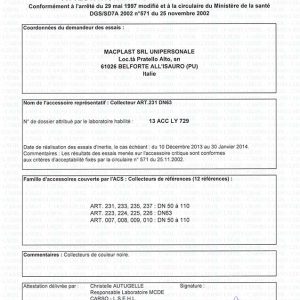 Conformément à l'arrêté du 29 mai 1997 modifié et à la circulaire du Ministère de la santé
DGS/SD7A 2002 n°571 du 25 novembre 2002
Coordonnées du demandeur des essais :
MACPLAST SRL UNIPERSONALE
Loc.tà Pratello Alto, sn
61026 BELFORTE ALL'ISAURO (PU)
Italie
Nom de l'accessoire représentatif : Collecteur ART.231 DN63
N° de dossier attribué par le laboratoire habilité : 13 ACC LY 729
Date de réalisation des essais d'inertie, le cas échéant : du 10 Décembre 2013 au 30 Janvier 2014.
Commentaires : Les résultats des essais menés sur l'accessoire critique sont conformes
aux critères d'acceptabilité fixés par la circulaire n° 571 du 25.11.2002.
Famille d'accessoires couverte par l'ACS : Collecteurs de références (12 références) :
ART. 231, 233, 235, 237 : DN 50 à 110
ART. 223, 224, 225, 226 : DN63
ART. 007, 008, 009, 010 : DN 50 à 110
Commentaires : Collecteurs de couleur noire.
Attestation délivrée par : Christelle AUTUGELLE Signature :
Responsable Laboratoire MCDE
CARSO - L.S.E.H.L.